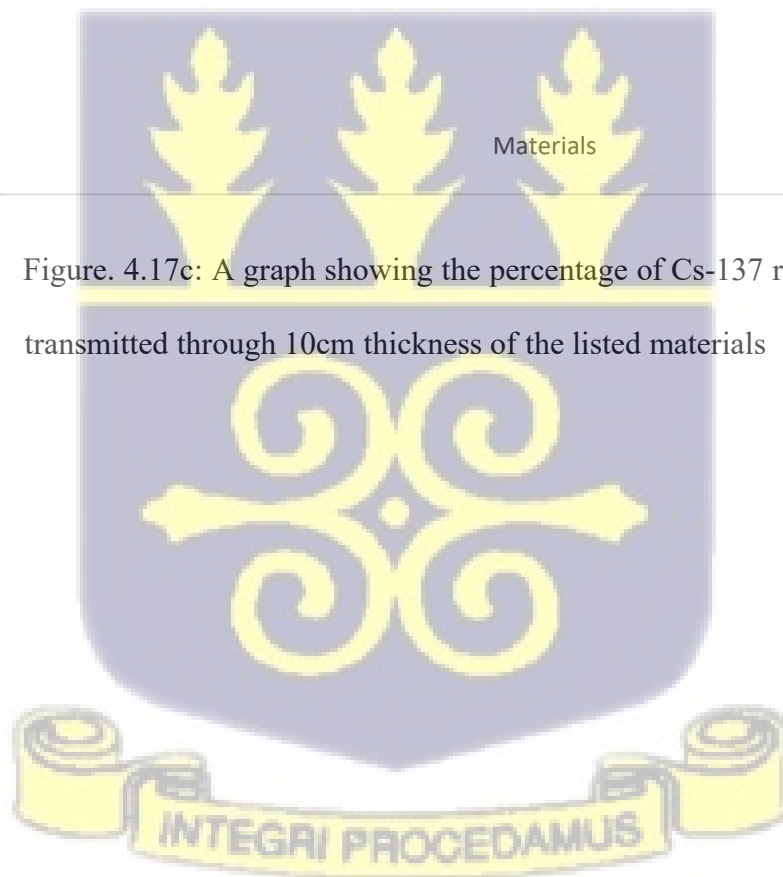 Materials
Figure. 4.17c: A graph showing the percentage of Cs-137
transmitted through 10cm thickness of the listed materials
INTEGRI PROCEDAMUS